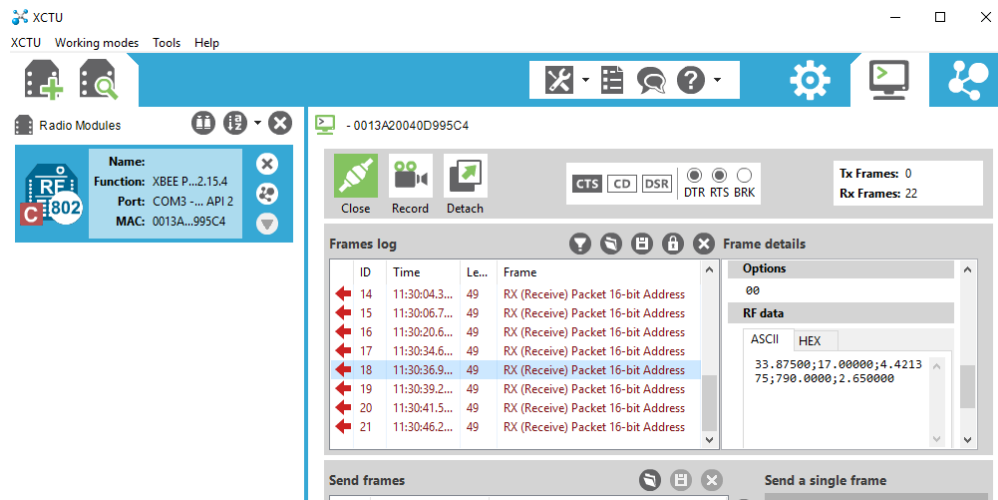 XCTU
XCTU Working modes Tools Help
Radio Modules
- 0013A20040D995C4
RF
802
C
Name:
Function: XBEE P...2.15.4
Port: COM3 -... API 2
MAC: 0013A...995C4
Close Record Detach
CTS CD DSR
DTR RTS BRK
Tx Frames: 0
Rx Frames: 22
Frames log
ID Time Le... Frame
14 11:30:04.3... 49 RX (Receive) Packet 16-bit Address
15 11:30:06.7... 49 RX (Receive) Packet 16-bit Address
16 11:30:20.6... 49 RX (Receive) Packet 16-bit Address
17 11:30:34.6... 49 RX (Receive) Packet 16-bit Address
18 11:30:36.9... 49 RX (Receive) Packet 16-bit Address
19 11:30:39.2... 49 RX (Receive) Packet 16-bit Address
20 11:30:41.5... 49 RX (Receive) Packet 16-bit Address
21 11:30:46.2... 49 RX (Receive) Packet 16-bit Address
Frame details
Options
00
RF data
ASCII HEX
33.87500;17.00000;4.4213
75;790.0000;2.650000
Send frames
Send a single frame